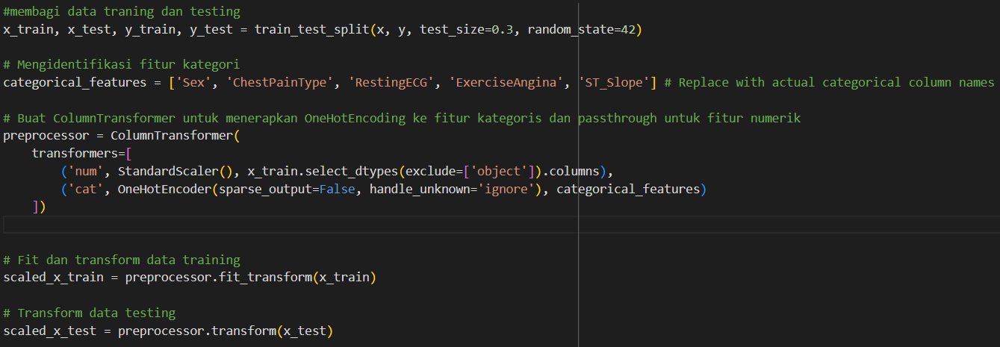 #membagi data traning dan testing
x_train, x_test, y_train, y_test = train_test_split(x, y, test_size=0.3, random_state=42)
# Mengidentifikasi fitur kategori
categorical_features = ['Sex', 'ChestPainType', 'RestingECG', 'ExerciseAngina', 'ST_Slope'] # Replace with actual categorical column names
# Buat ColumnTransformer untuk menerapkan OneHotEncoding ke fitur kategoris dan passthrough untuk fitur numerik
preprocessor = ColumnTransformer(
    transformers=[
        ('num', StandardScaler(), x_train.select_dtypes(exclude=['object']).columns),
        ('cat', OneHotEncoder(sparse_output=False, handle_unknown='ignore'), categorical_features)
    ])
# Fit dan transform data training
scaled_x_train = preprocessor.fit_transform(x_train)
# Transform data testing
scaled_x_test = preprocessor.transform(x_test)